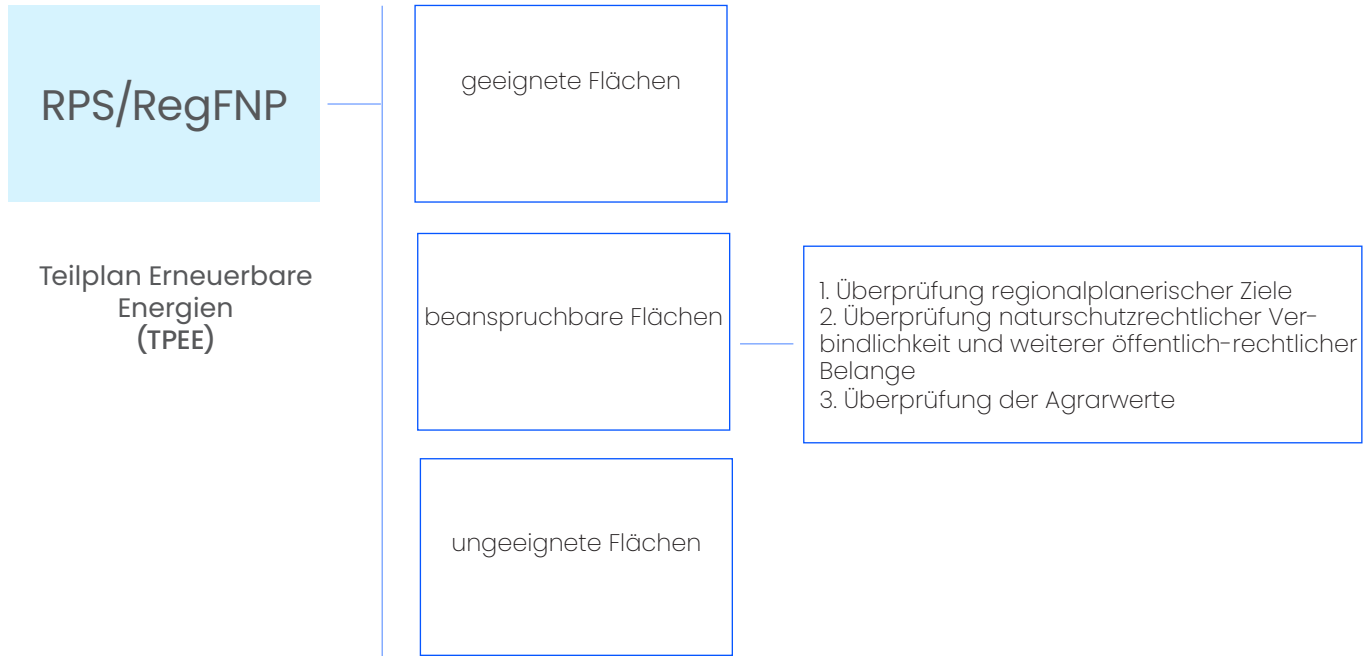 RPS/RegFNP
Teilplan Erneuerbare
Energien
(TPEE)
geeignete Flächen
beanspruchbare Flächen
1. Überprüfung regionalplanerischer Ziele
2. Überprüfung naturschutzrechtlicher Ver-
bindlichkeit und weiterer öffentlich-rechtlicher
Belange
3. Überprüfung der Agrarwerte
ungeeignete Flächen